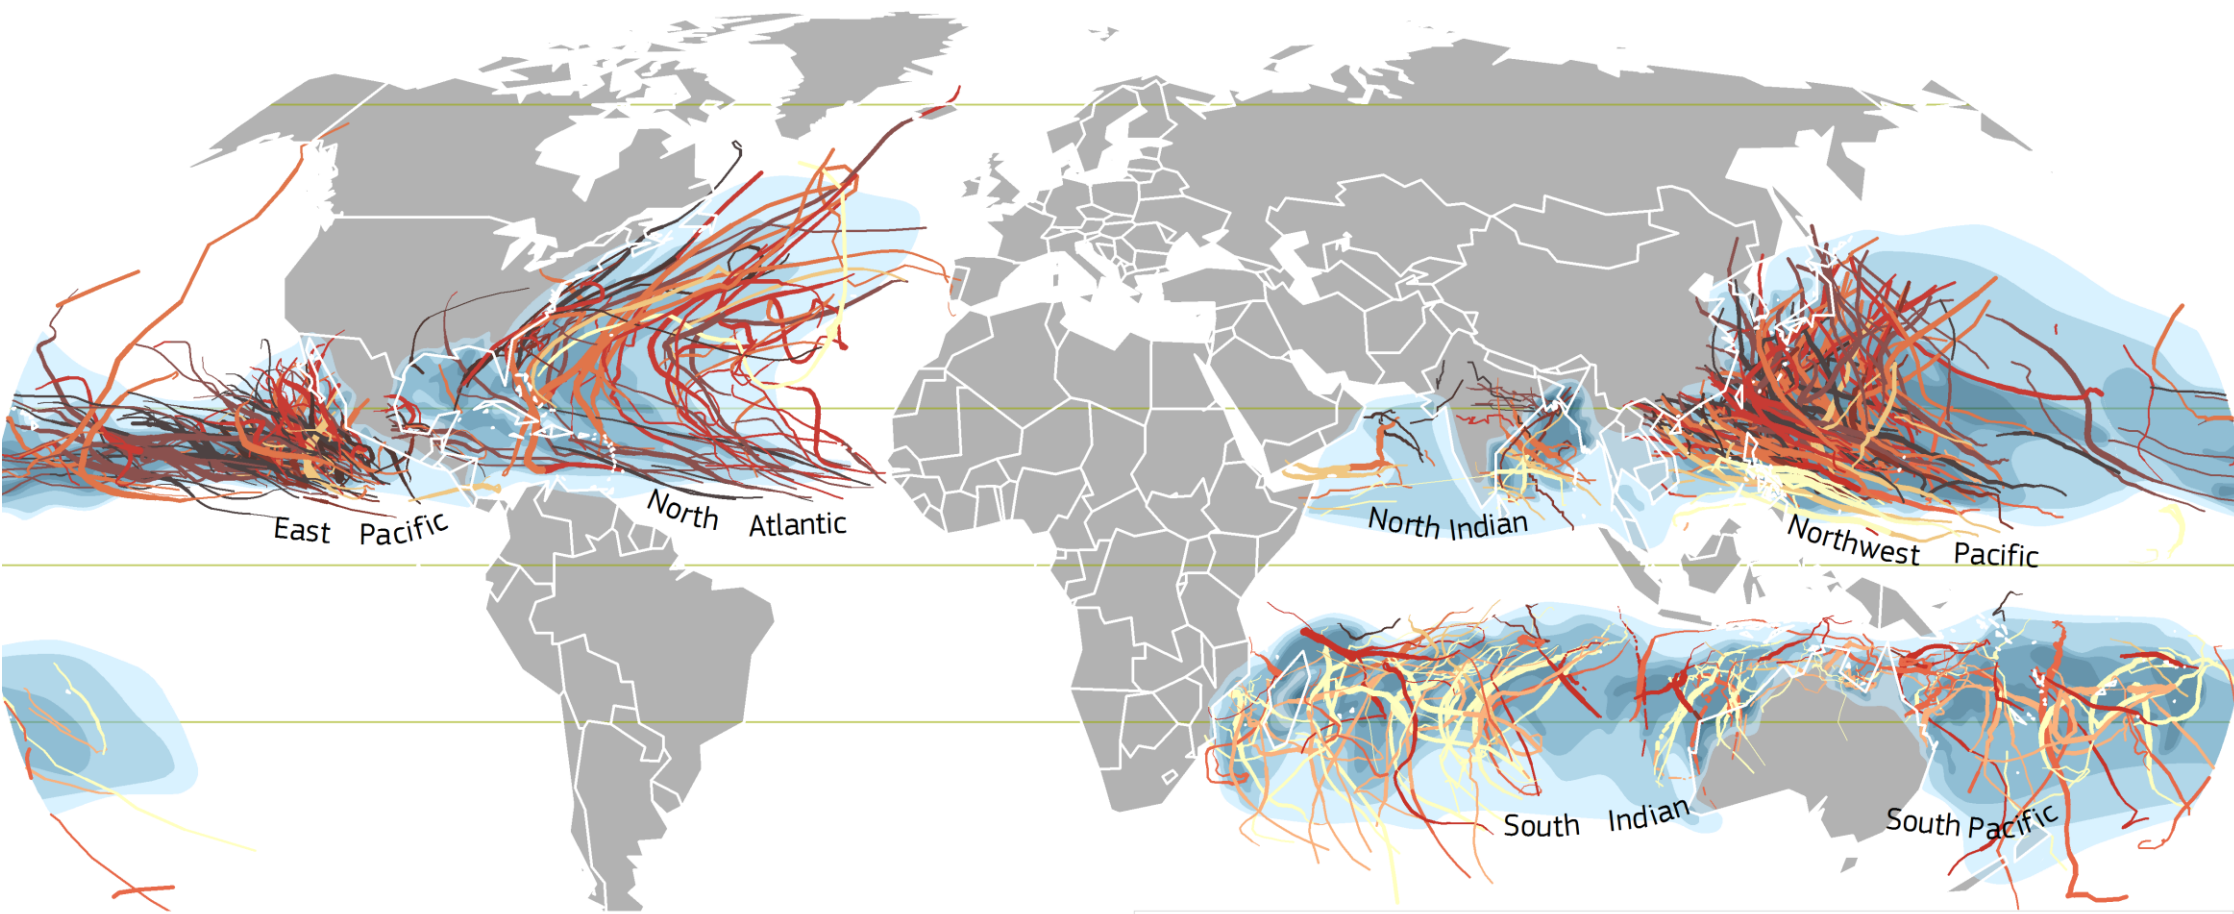 East Pacific
North Atlantic
North Indian
Northwest Pacific
South Indian
South Pacific